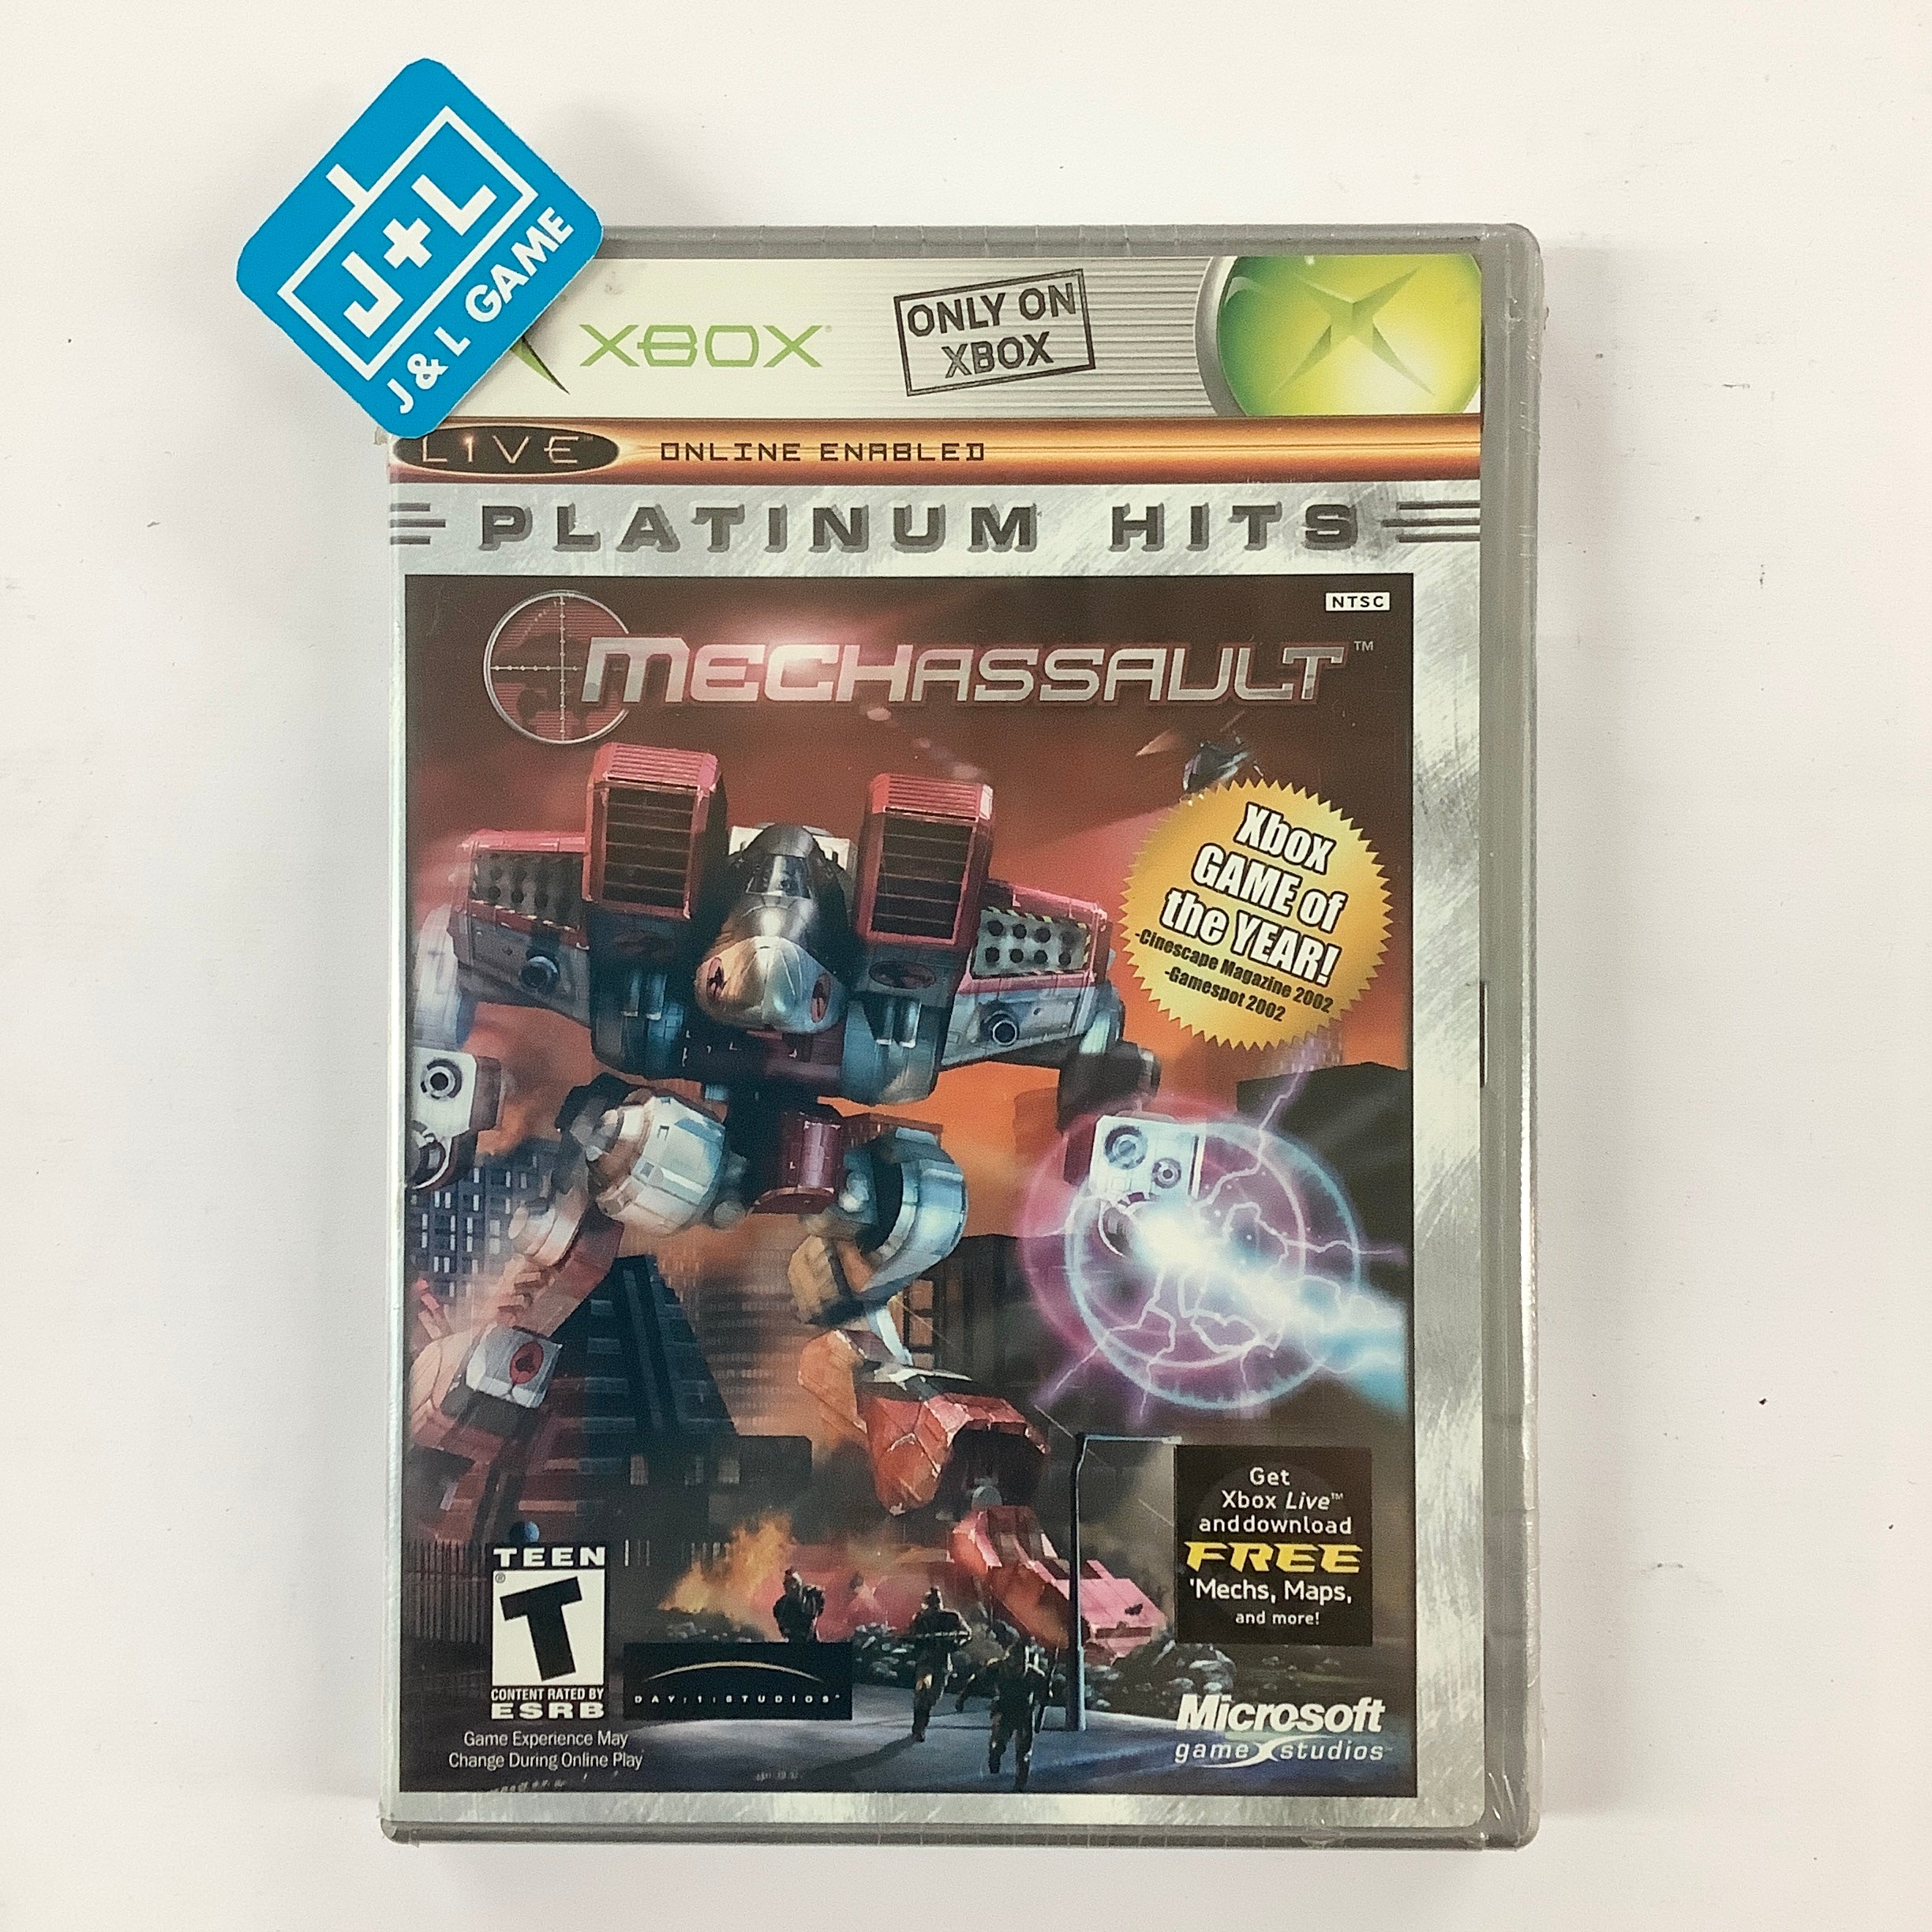 J+L
J & L GAME
XBOX
ONLY ON
XBOX
LIVE™
ONLINE ENABLED
PLATINUM HITS
NTSC
MECHASSAULT™
Xbox
GAME of
the YEAR!
-Cinescape Magazine 2002
-Gamespot 2002
Get
Xbox Live™
and download
FREE
'Mechs, Maps,
and more!
TEEN
T
CONTENT RATED BY
ESRB
Game Experience May
Change During Online Play
DAY:1:STUDIOS
Microsoft
game studios